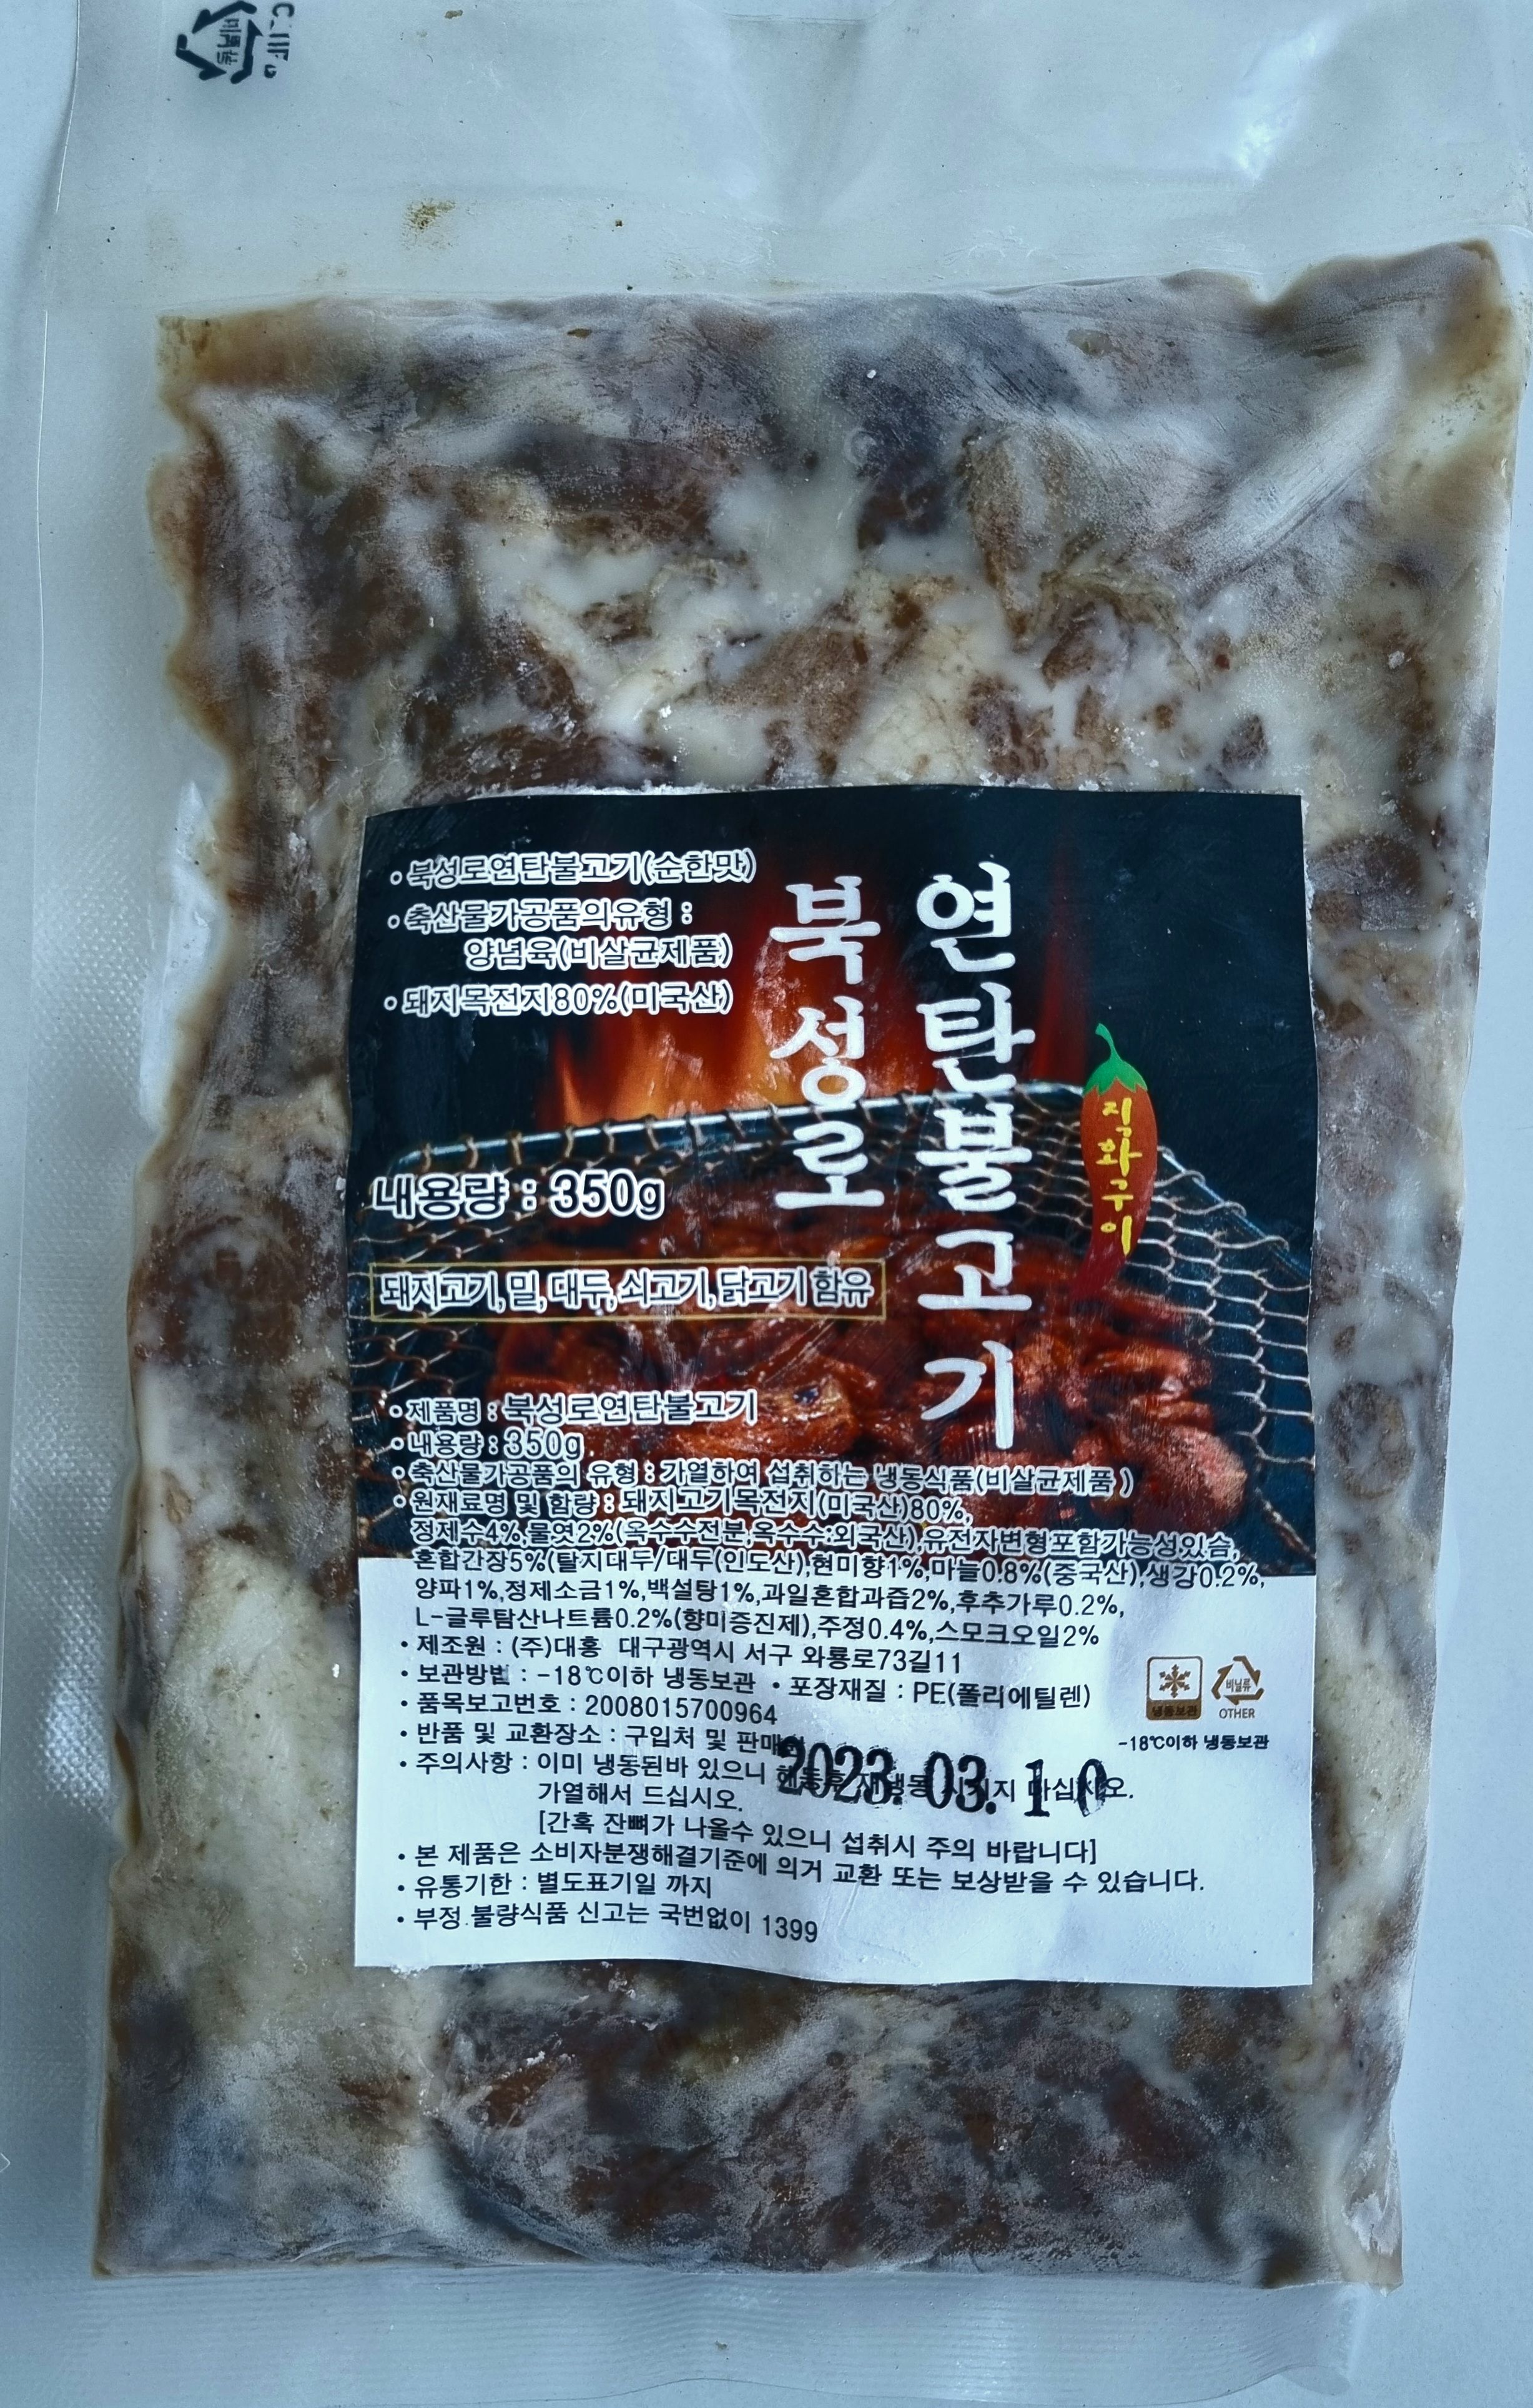 비닐류
• 북성로연탄불고기(순한맛)
• 축산물가공품의유형 :
양념육(비살균제품)
• 돼지목전지80%(미국산)
북성로
연탄불고기
직화구이
내용량 : 350g
돼지고기,밀,대두,쇠고기,닭고기함유
• 제품명 : 북성로연탄불고기
• 내용량 : 350g
• 축산물가공품의 유형 : 가열하여 섭취하는 냉동식품(비살균제품 )
• 원재료명 및 함량 : 돼지고기목전지(미국산)80%,
정제수4%,물엿2%(옥수수전분,옥수수:외국산),유전자변형포함가능성있슴,
혼합간장5%(탈지대두/대두(인도산),현미향1%,마늘0.8%(중국산),생강0.2%,
양파1%,정제소금1%,백설탕1%,과일혼합과즙2%,후추가루0.2%,
L-글루탐산나트륨0.2%(향미증진제),주정0.4%,스모크오일2%
• 제조원 : (주)대홍 대구광역시 서구 와룡로73길11
• 보관방법 : -18℃이하 냉동보관 • 포장재질 : PE(폴리에틸렌)
• 품목보고번호 : 2008015700964
• 반품 및 교환장소 : 구입처 및 판매
• 주의사항 : 이미 냉동된바 있으니 마십시오.
2023. 03. 10
가열해서 드십시오.
[간혹 잔뼈가 나올수 있으니 섭취시 주의 바랍니다]
• 본 제품은 소비자분쟁해결기준에 의거 교환 또는 보상받을 수 있습니다.
• 유통기한 : 별도표기일 까지
• 부정.불량식품 신고는 국번없이 1399
냉동보관
비닐류
OTHER
-18℃이하 냉동보관